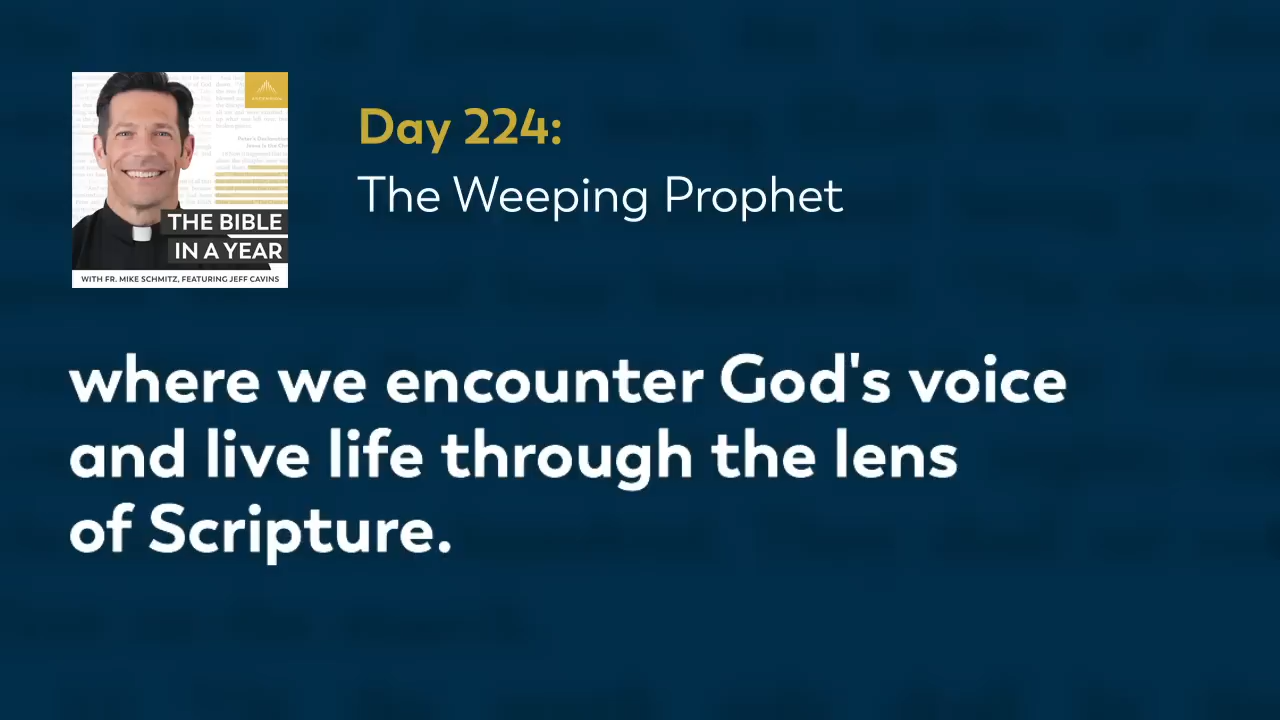 Day 224:
The Weeping Prophet
THE BIBLE
IN A YEAR
WITH FR. MIKE SCHMITZ, FEATURING JEFF CAVINS
where we encounter God's voice
and live life through the lens
of Scripture.